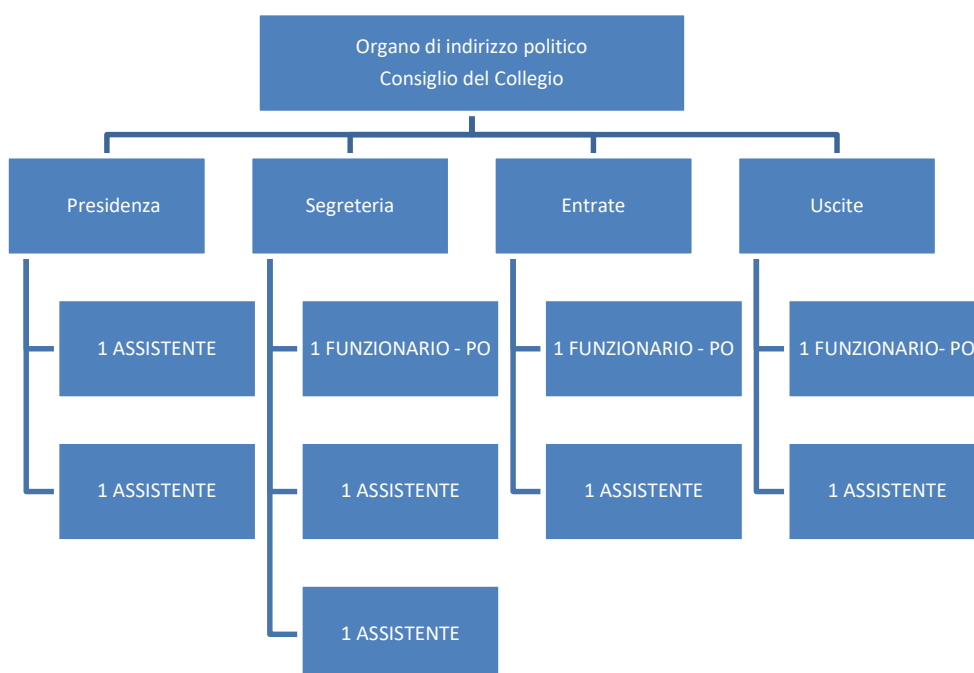 Organo di indirizzo politico
Consiglio del Collegio
Presidenza
Segreteria
Entrate
Uscite
1 ASSISTENTE
1 FUNZIONARIO - PO
1 FUNZIONARIO - PO
1 FUNZIONARIO- PO
1 ASSISTENTE
1 ASSISTENTE
1 ASSISTENTE
1 ASSISTENTE
1 ASSISTENTE